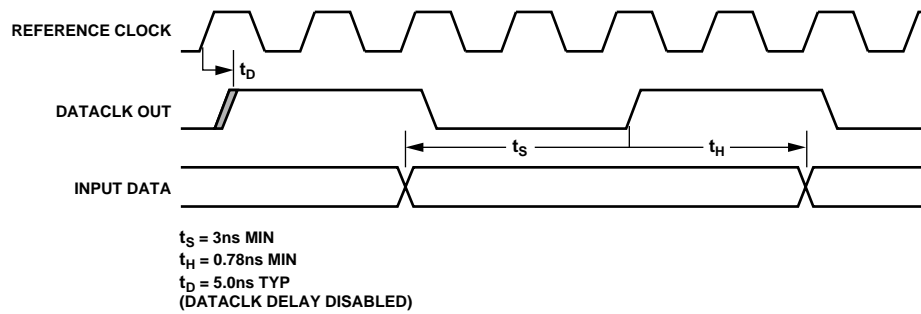 REFERENCE CLOCK
tD
DATACLK OUT
tS
tH
INPUT DATA
tS = 3ns MIN
tH = 0.78ns MIN
tD = 5.0ns TYP
(DATACLK DELAY DISABLED)